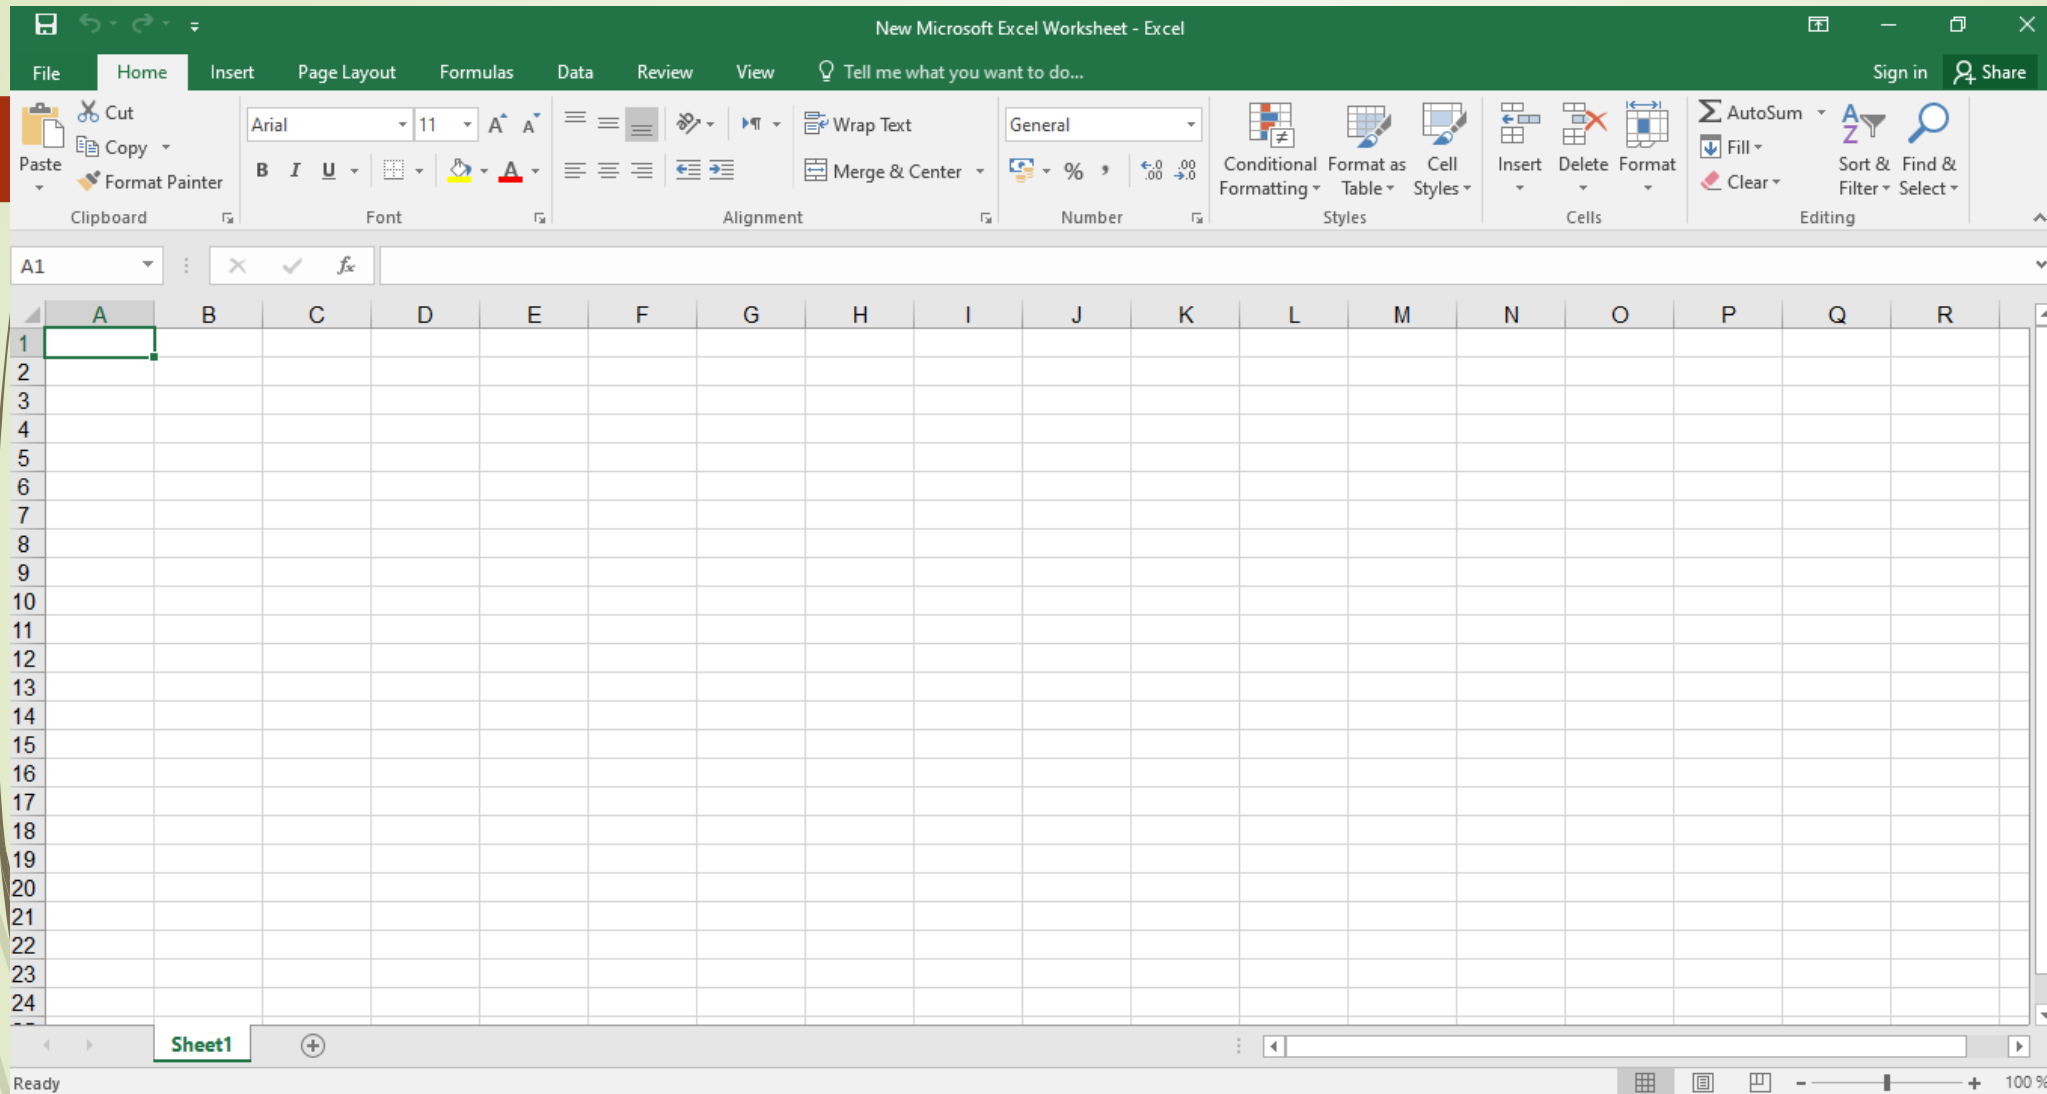 New Microsoft Excel Worksheet - Excel
File Home Insert Page Layout Formulas Data Review View Tell me what you want to do... Sign in Share
Paste
Cut
Copy
Format Painter
Clipboard
Arial 11
B I U
Font
Wrap Text
Merge & Center
Alignment
General
%
Number
Conditional Formatting
Format as Table
Cell Styles
Styles
Insert Delete Format
Cells
AutoSum
Fill
Clear
Sort & Filter
Find & Select
Editing
A1 fx
A B C D E F G H I J K L M N O P Q R
1
2
3
4
5
6
7
8
9
10
11
12
13
14
15
16
17
18
19
20
21
22
23
24
Sheet1
Ready 100 %